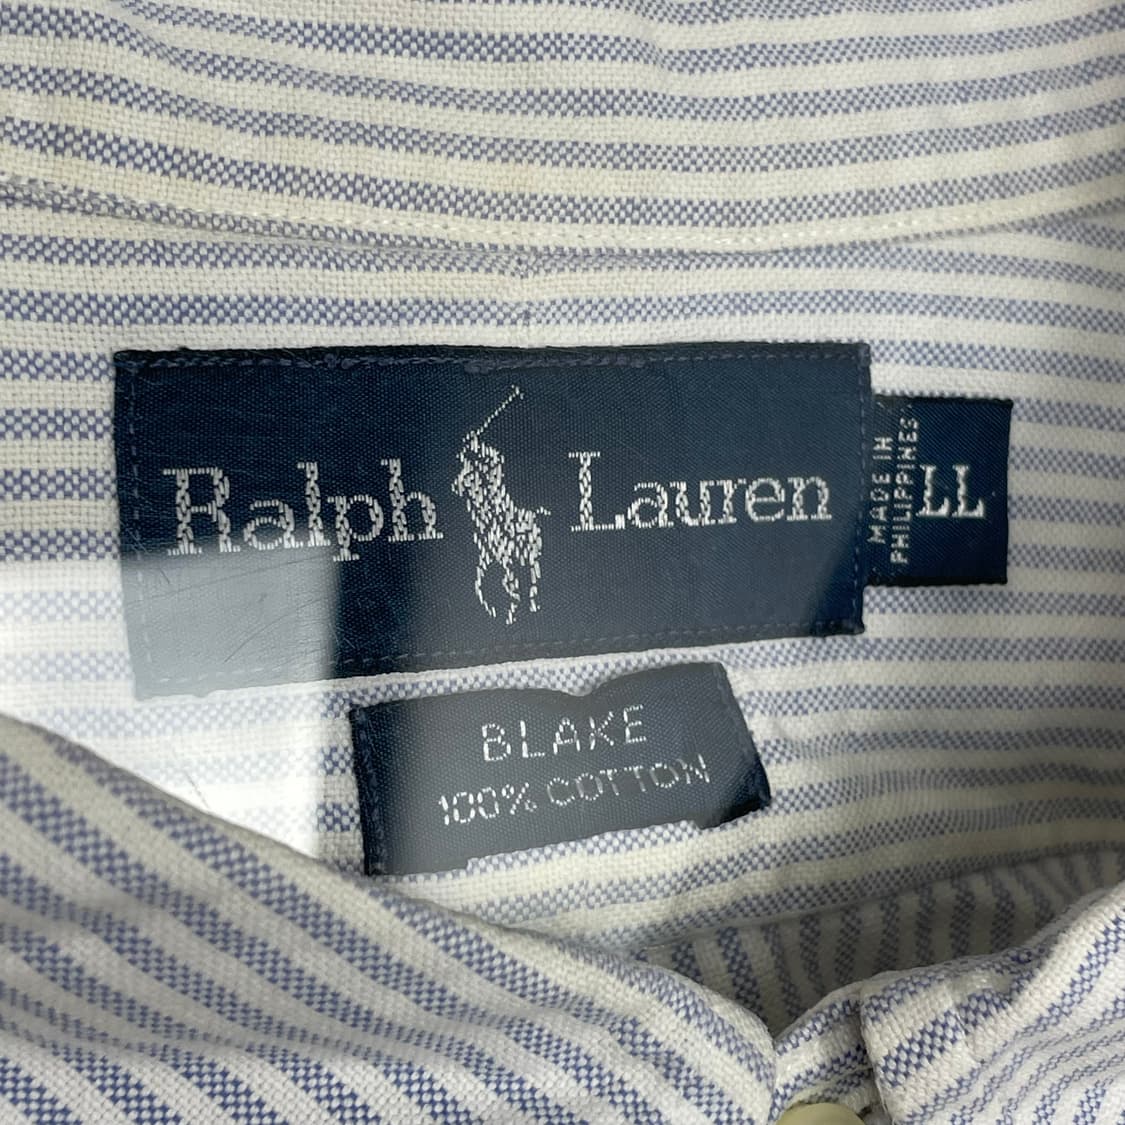 Ralph Lauren
MADE IN
PHILIPPINES
LL
BLAKE
100% COTTON